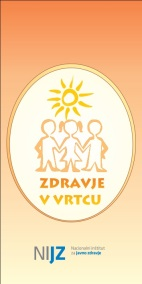 ZDRAVJE
V VRTCU
NIJZ Nacionalni inštitut
za javno zdravje